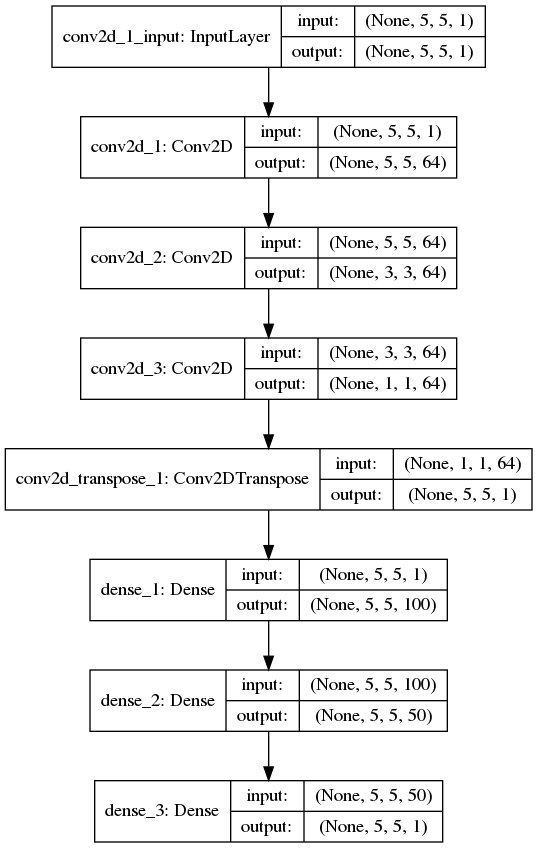 conv2d_1_input: InputLayer
input: (None, 5, 5, 1)
output: (None, 5, 5, 1)
conv2d_1: Conv2D
input: (None, 5, 5, 1)
output: (None, 5, 5, 64)
conv2d_2: Conv2D
input: (None, 5, 5, 64)
output: (None, 3, 3, 64)
conv2d_3: Conv2D
input: (None, 3, 3, 64)
output: (None, 1, 1, 64)
conv2d_transpose_1: Conv2DTranspose
input: (None, 1, 1, 64)
output: (None, 5, 5, 1)
dense_1: Dense
input: (None, 5, 5, 1)
output: (None, 5, 5, 100)
dense_2: Dense
input: (None, 5, 5, 100)
output: (None, 5, 5, 50)
dense_3: Dense
input: (None, 5, 5, 50)
output: (None, 5, 5, 1)